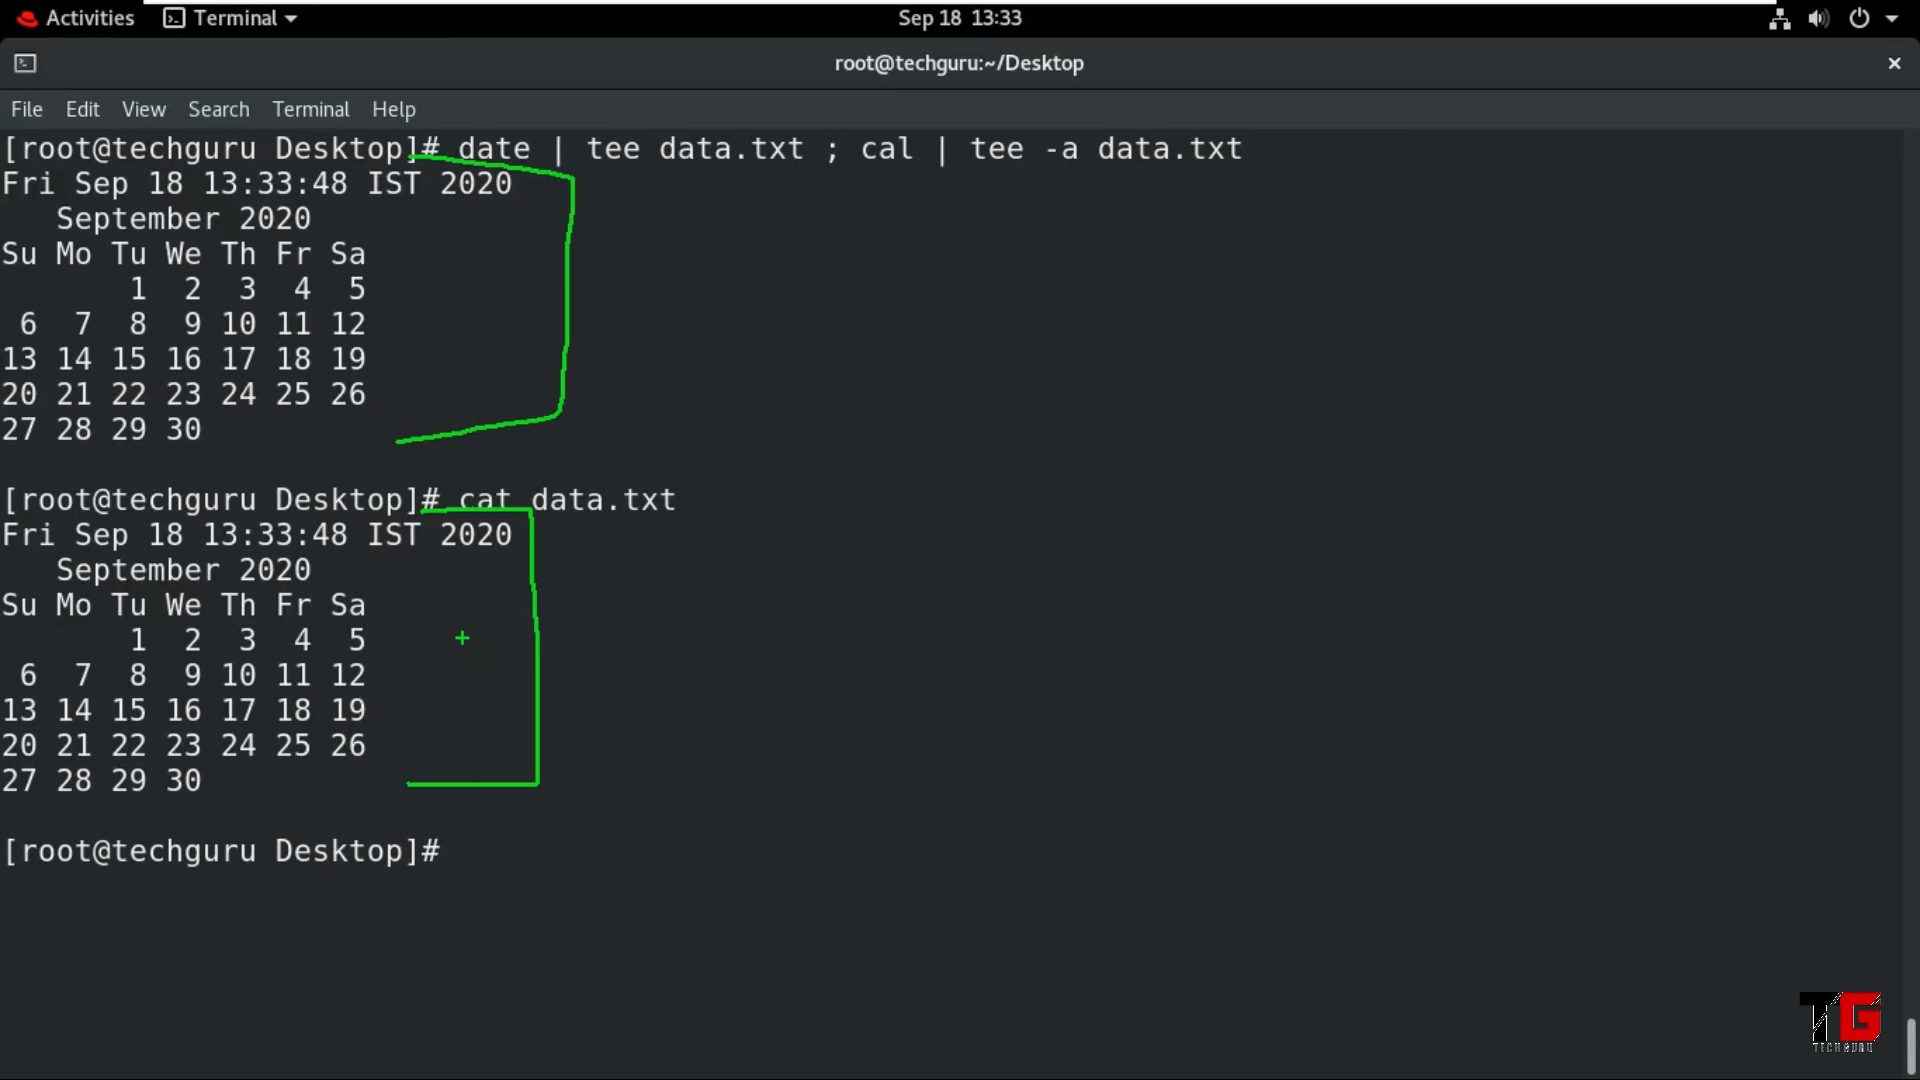 Activities Terminal Sep 18 13:33
root@techguru:~/Desktop
File Edit View Search Terminal Help
[root@techguru Desktop]# date | tee data.txt ; cal | tee -a data.txt
Fri Sep 18 13:33:48 IST 2020
   September 2020
Su Mo Tu We Th Fr Sa
       1  2  3  4  5
 6  7  8  9 10 11 12
13 14 15 16 17 18 19
20 21 22 23 24 25 26
27 28 29 30
[root@techguru Desktop]# cat data.txt
Fri Sep 18 13:33:48 IST 2020
   September 2020
Su Mo Tu We Th Fr Sa
       1  2  3  4  5
 6  7  8  9 10 11 12
13 14 15 16 17 18 19
20 21 22 23 24 25 26
27 28 29 30
[root@techguru Desktop]#
TG
TECHGURU